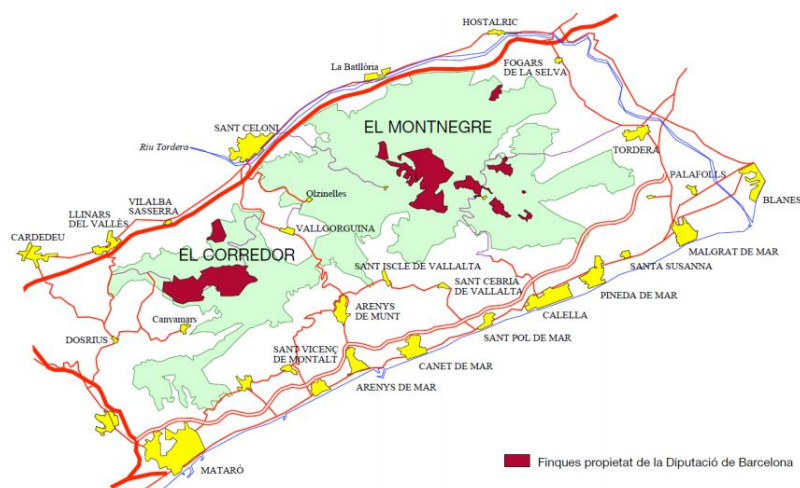 HOSTALRIC
La Batllòria
FOGARS
DE LA SELVA
EL MONTNEGRE
SANT CELONI
Riu Tordera
TORDERA
PALAFOLLS
BLANES
Olzinelles
VILALBA
SASSERRA
LLINARS
DEL VALLÈS
CARDEDEU
VALLGORGUINA
MALGRAT DE MAR
EL CORREDOR
SANT ISCLE DE VALLALTA
SANTA SUSANNA
SANT CEBRIÀ
DE VALLALTA
PINEDA DE MAR
ARENYS
DE MUNT
CALELLA
Canyamars
SANT POL DE MAR
DOSRIUS
SANT VICENÇ
DE MONTALT
CANET DE MAR
ARENYS DE MAR
MATARÓ
Finques propietat de la Diputació de Barcelona